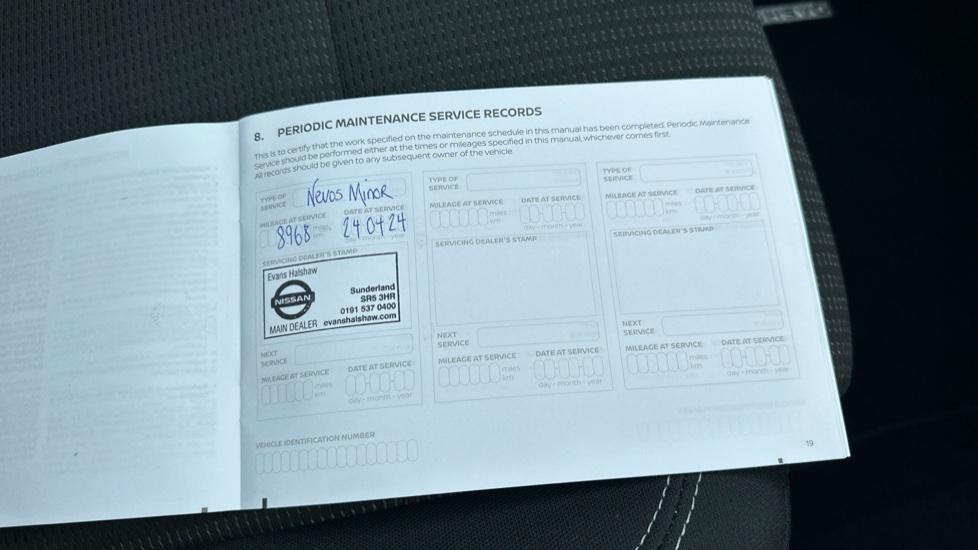 8. PERIODIC MAINTENANCE SERVICE RECORDS
This is to certify that the work specified on the maintenance schedule in this manual has been completed. Periodic Maintenance
Service should be performed either at the times or mileages specified in this manual, whichever comes first.
All records should be given to any subsequent owner of the vehicle.
TYPE OF
SERVICE
Nevos Minor
MILEAGE AT SERVICE
DATE AT SERVICE
8968
miles
km
24 04 24
day - month - year
SERVICING DEALER'S STAMP
Evans Halshaw
NISSAN
Sunderland
SR5 3HR
0191 537 0400
MAIN DEALER evanshalshaw.com
NEXT
SERVICE
MILEAGE AT SERVICE
DATE AT SERVICE
miles
km
day - month - year
TYPE OF
SERVICE
MILEAGE AT SERVICE
DATE AT SERVICE
miles
km
day - month - year
SERVICING DEALER'S STAMP
NEXT
SERVICE
MILEAGE AT SERVICE
DATE AT SERVICE
miles
km
day - month - year
TYPE OF
SERVICE
MILEAGE AT SERVICE
DATE AT SERVICE
miles
km
day - month - year
SERVICING DEALER'S STAMP
NEXT
SERVICE
MILEAGE AT SERVICE
DATE AT SERVICE
miles
km
day - month - year
VEHICLE IDENTIFICATION NUMBER
19